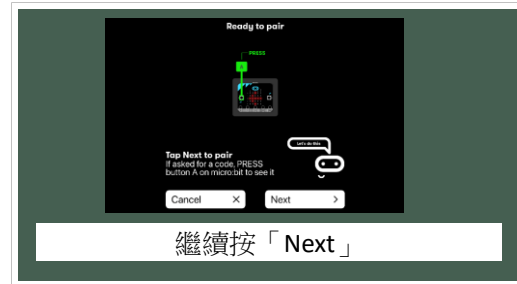 Ready to pair
PRESS
A
Let's do this
Tap Next to pair
If asked for a code, PRESS
button A on micro:bit to see it
Cancel X Next >
繼續按「Next」